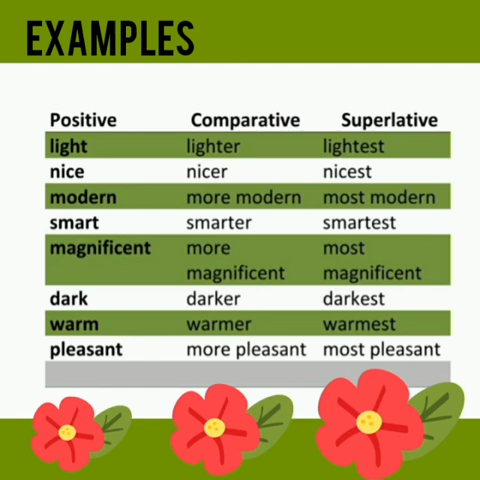 EXAMPLES
Positive Comparative Superlative
light lighter lightest
nice nicer nicest
modern more modern most modern
smart smarter smartest
magnificent more most
magnificent magnificent
dark darker darkest
warm warmer warmest
pleasant more pleasant most pleasant